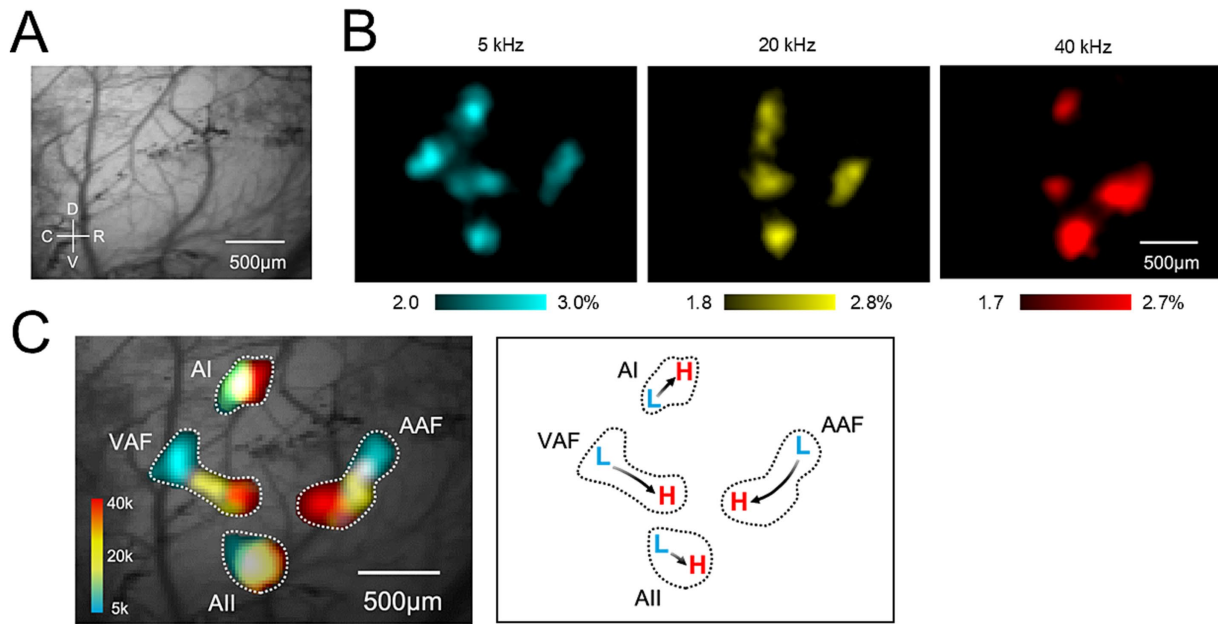 A
D
C R
V
500μm
B
5 kHz
20 kHz
40 kHz
500μm
2.0 3.0%
1.8 2.8%
1.7 2.7%
C
AI
VAF
AAF
AII
40k
20k
5k
500μm
AI
H
L
VAF
L
H
AAF
L
H
L
H
AII